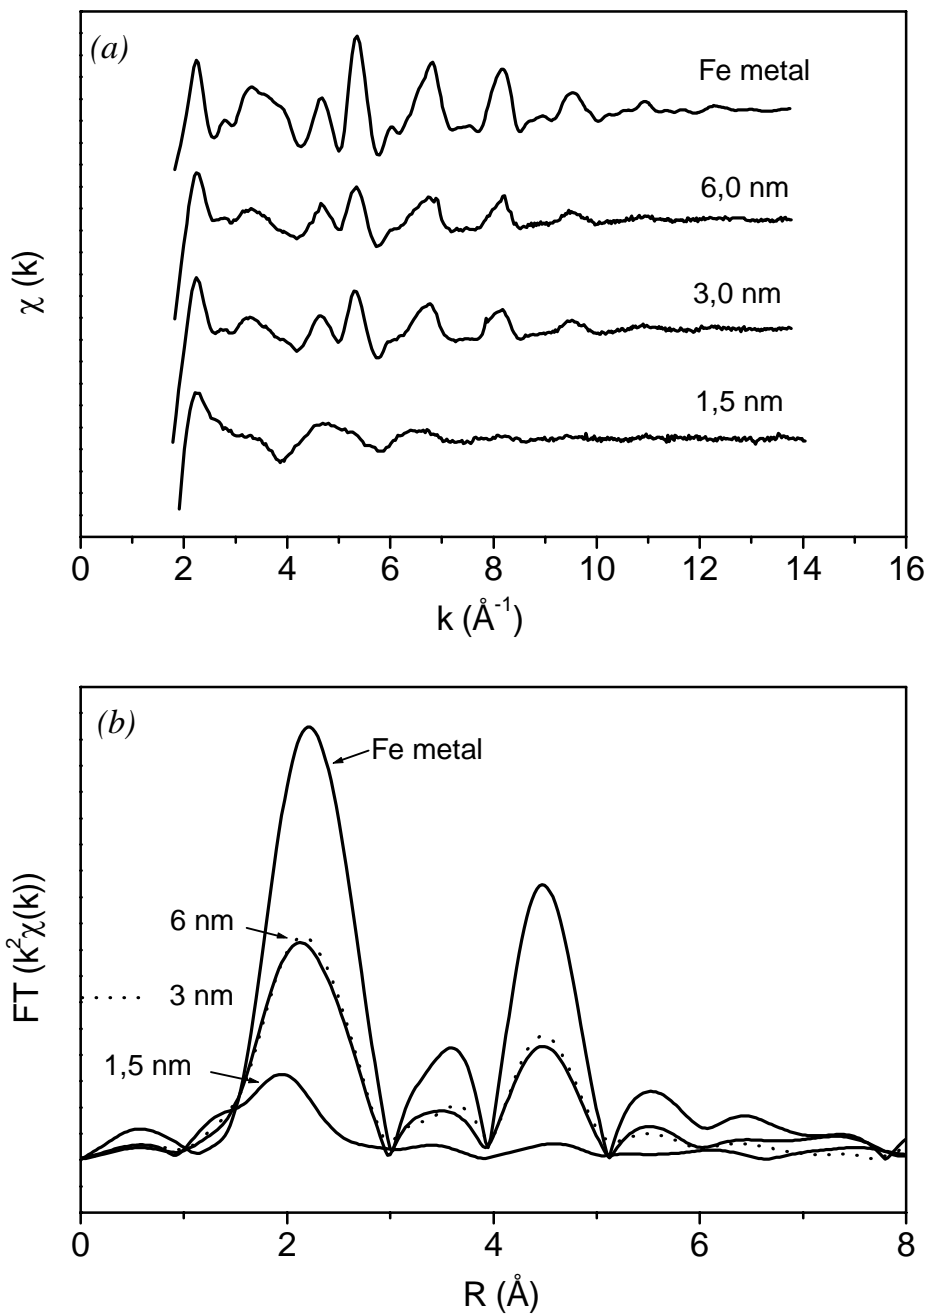 (a)
Fe metal
6,0 nm
3,0 nm
1,5 nm
χ (k)
0 2 4 6 8 10 12 14 16
k (Å⁻¹)
(b)
Fe metal
6 nm
3 nm
1,5 nm
FT (k²χ(k))
0 2 4 6 8
R (Å)